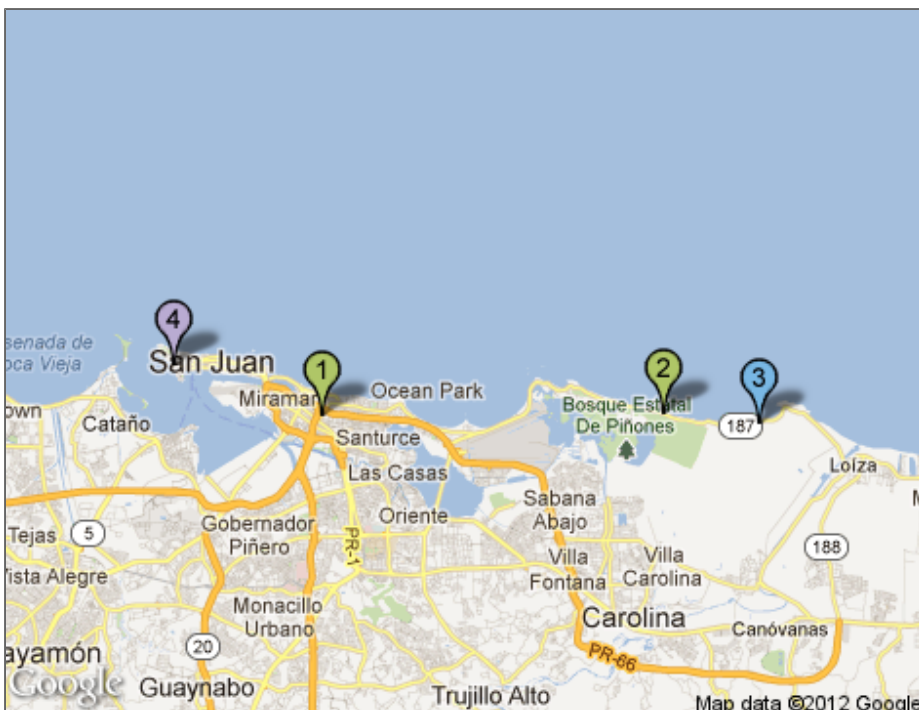 4
senada de
oca Vieja
San Juan
1
2
3
Ocean Park
Miramar
Bosque Estatal
De Piñones
187
own
Cataño
Santurce
Las Casas
Loíza
Sabana
Abajo
Oriente
Gobernador
Piñero
Tejas
5
PR-1
188
Villa
Fontana
Villa
Carolina
Vista Alegre
Monacillo
Urbano
Carolina
Canóvanas
20
PR-66
ayamón
Google
Guaynabo
Trujillo Alto
Map data ©2012 Google